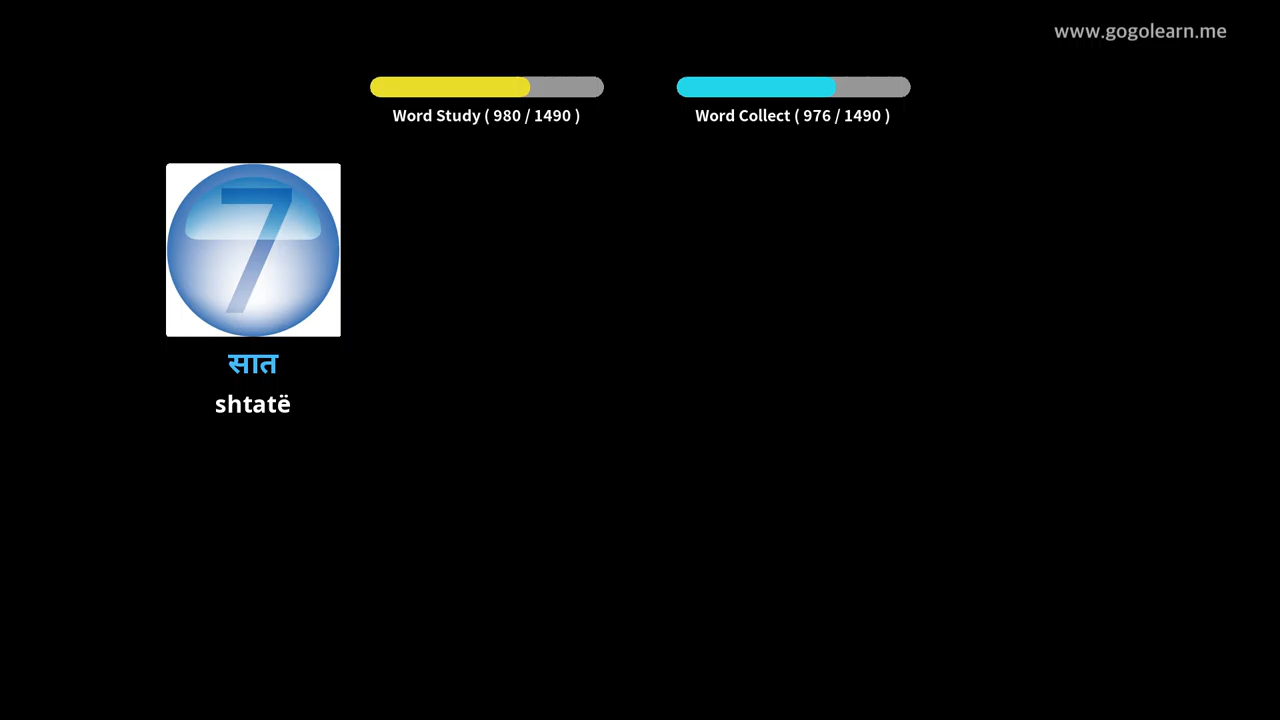 www.gogolearn.me
Word Study ( 980 / 1490 )
Word Collect ( 976 / 1490 )
7
सात
shtatë